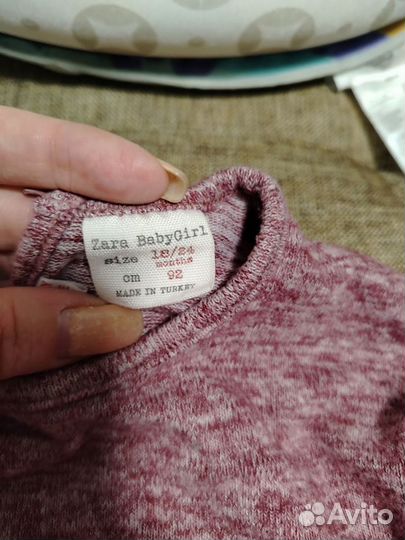 Zara BabyGirl
size 18/24
months
cm 92
MADE IN TURKEY
Avito